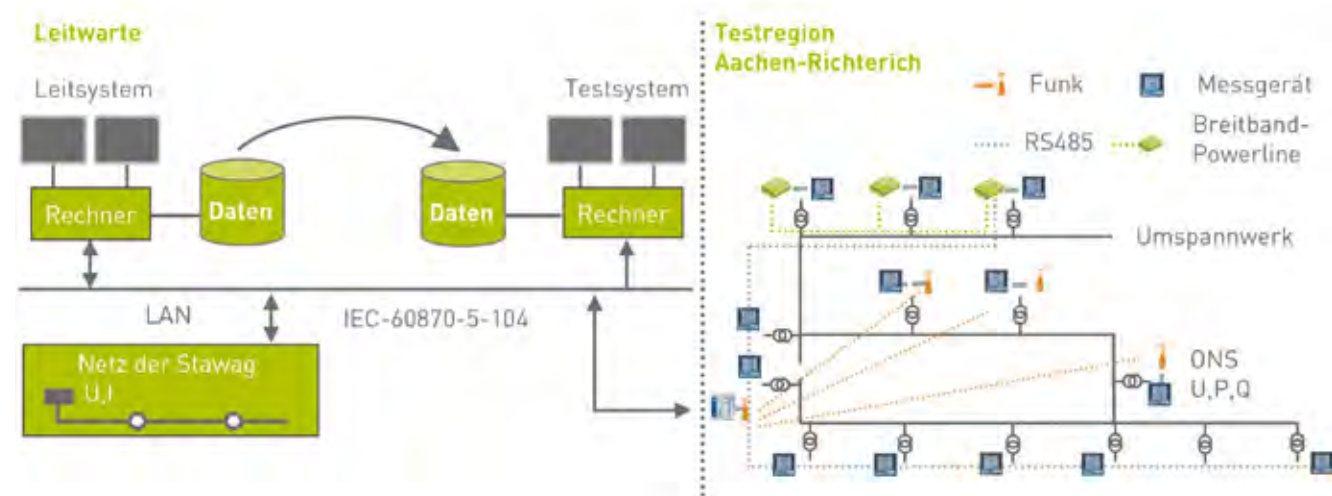 Leitwarte
Leitsystem
Testsystem
Rechner
Daten
Daten
Rechner
LAN
IEC-60870-5-104
Netz der Stawag
U,I
Testregion
Aachen-Richterich
Funk
Messgerät
RS485
Breitband-
Powerline
Umspannwerk
ONS
U,P,Q